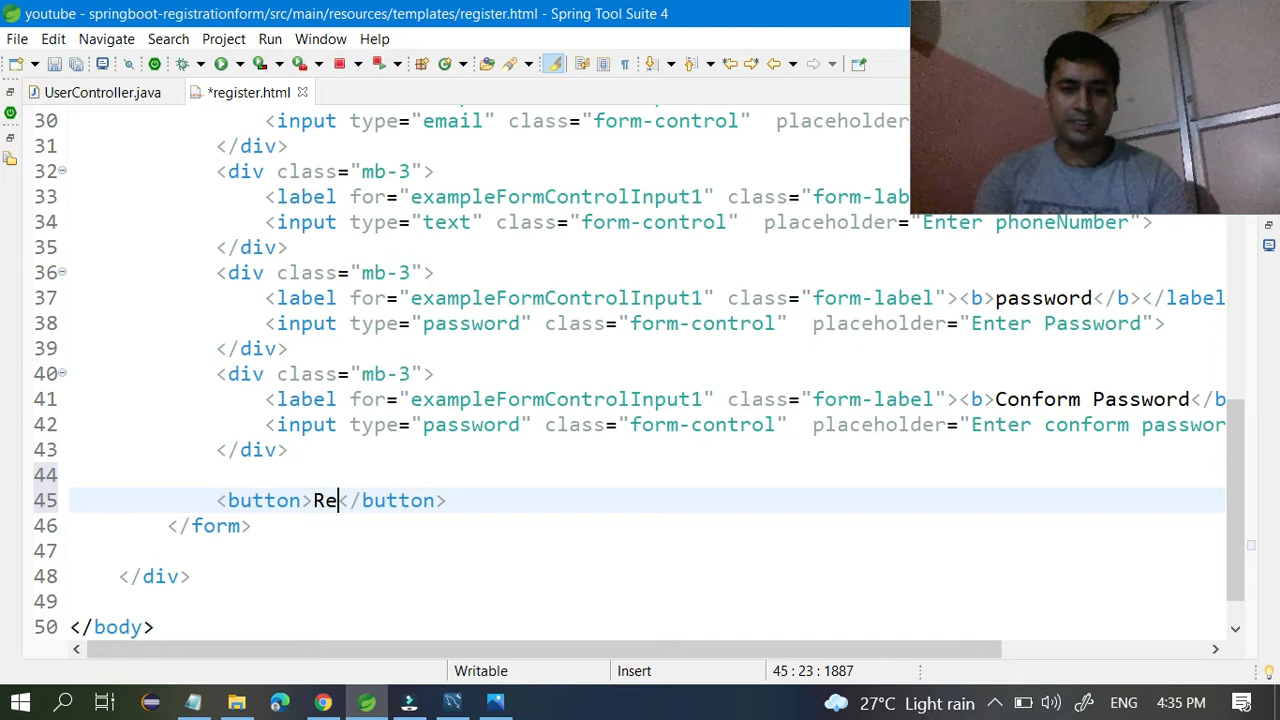 youtube - springboot-registrationform/src/main/resources/templates/register.html - Spring Tool Suite 4
File Edit Navigate Search Project Run Window Help
UserController.java *register.html
30 <input type="email" class="form-control" placeholder=
31 </div>
32 <div class="mb-3">
33 <label for="exampleFormControlInput1" class="form-la
34 <input type="text" class="form-control" placeholder="Enter phoneNumber">
35 </div>
36 <div class="mb-3">
37 <label for="exampleFormControlInput1" class="form-label"><b>password</b></label
38 <input type="password" class="form-control" placeholder="Enter Password">
39 </div>
40 <div class="mb-3">
41 <label for="exampleFormControlInput1" class="form-label"><b>Conform Password</b
42 <input type="password" class="form-control" placeholder="Enter conform passwor
43 </div>
44
45 <button>Re</button>
46 </form>
47
48 </div>
49
50 </body>
Writable Insert 45 : 23 : 1887
27°C Light rain ENG 4:35 PM